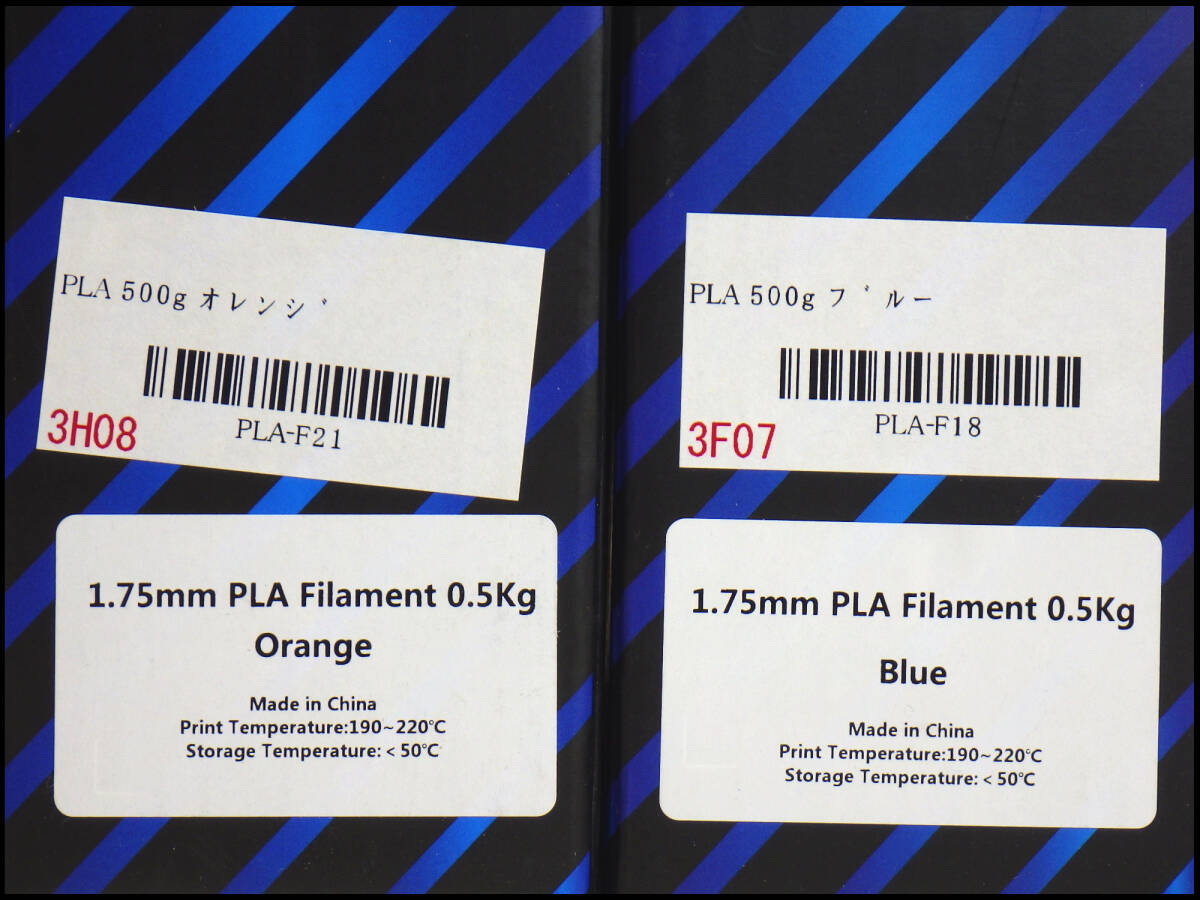 PLA 500g オレンジ
PLA-F21
3H08
1.75mm PLA Filament 0.5Kg
Orange
Made in China
Print Temperature:190~220℃
Storage Temperature:<50℃
PLA 500g ブルー
PLA-F18
3F07
1.75mm PLA Filament 0.5Kg
Blue
Made in China
Print Temperature:190~220℃
Storage Temperature:<50℃